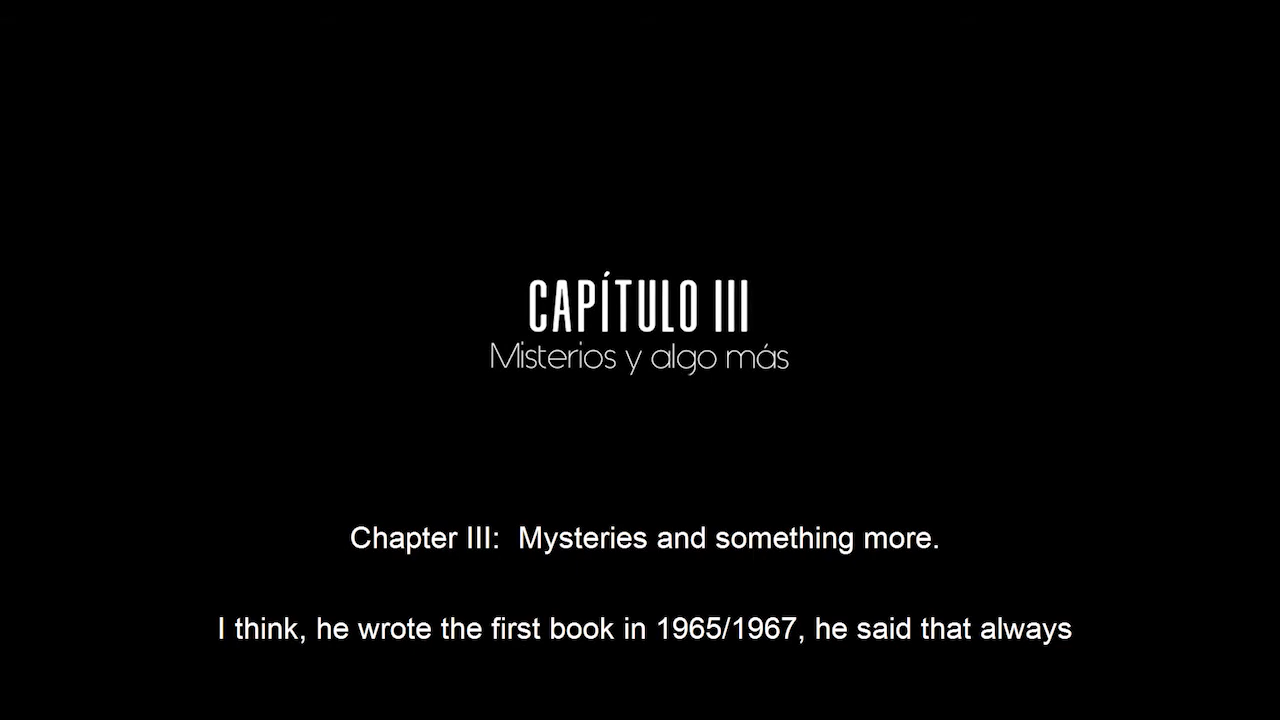 CAPÍTULO III
Misterios y algo más
Chapter III:  Mysteries and something more.
I think, he wrote the first book in 1965/1967, he said that always